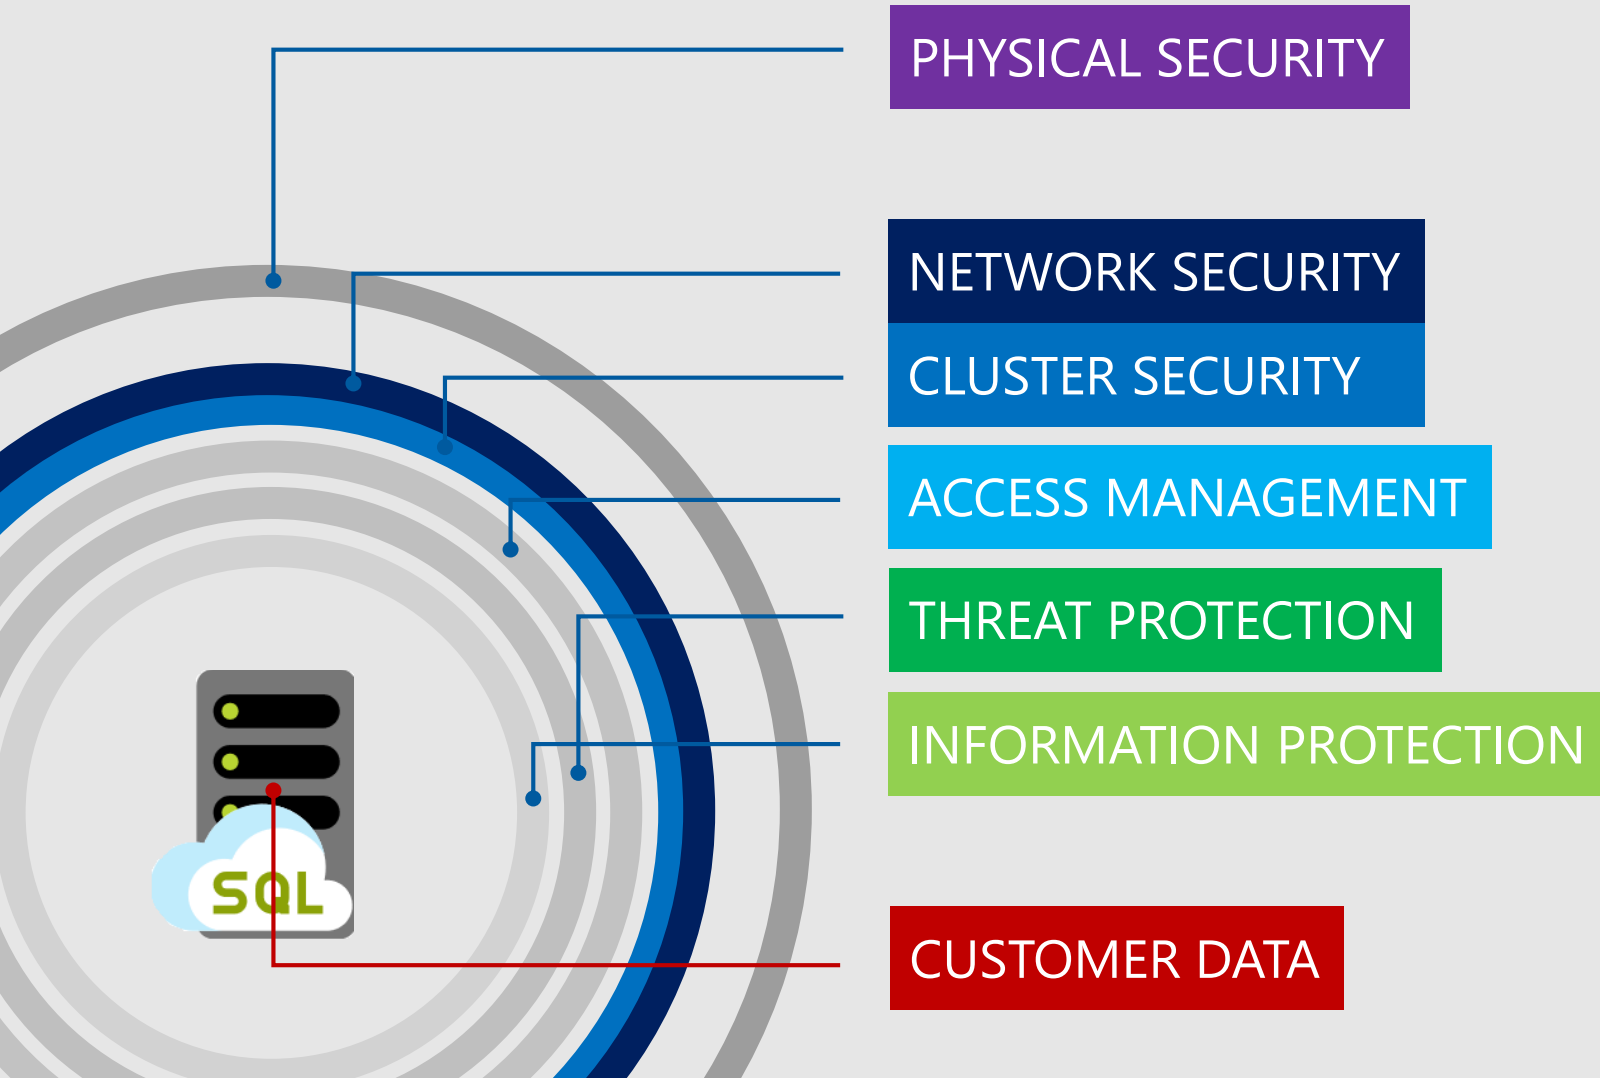 PHYSICAL SECURITY
NETWORK SECURITY
CLUSTER SECURITY
ACCESS MANAGEMENT
THREAT PROTECTION
INFORMATION PROTECTION
SQL
CUSTOMER DATA